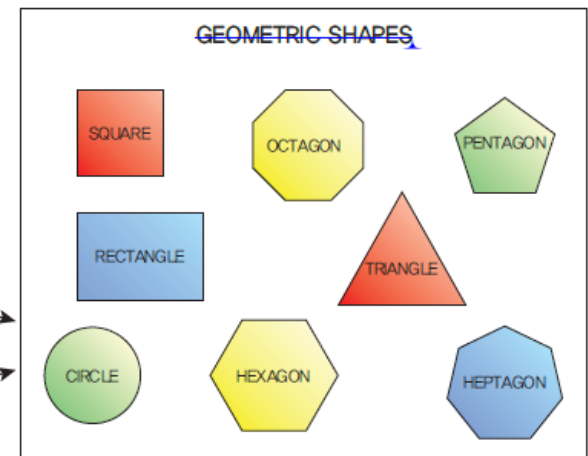 GEOMETRIC SHAPES
SQUARE
OCTAGON
PENTAGON
RECTANGLE
TRIANGLE
CIRCLE
HEXAGON
HEPTAGON